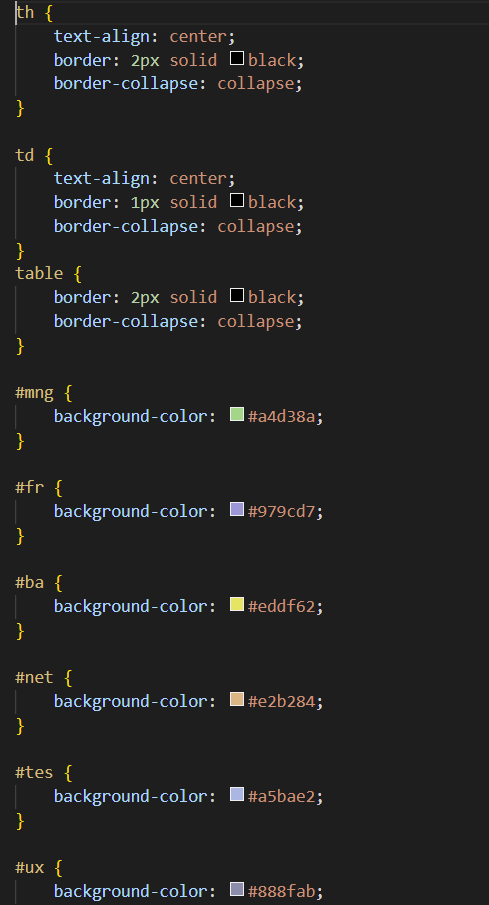 th {
    text-align: center;
    border: 2px solid black;
    border-collapse: collapse;
}

td {
    text-align: center;
    border: 1px solid black;
    border-collapse: collapse;
}
table {
    border: 2px solid black;
    border-collapse: collapse;
}

#mng {
    background-color: #a4d38a;
}

#fr {
    background-color: #979cd7;
}

#ba {
    background-color: #eddf62;
}

#net {
    background-color: #e2b284;
}

#tes {
    background-color: #a5bae2;
}

#ux {
    background-color: #888fab;